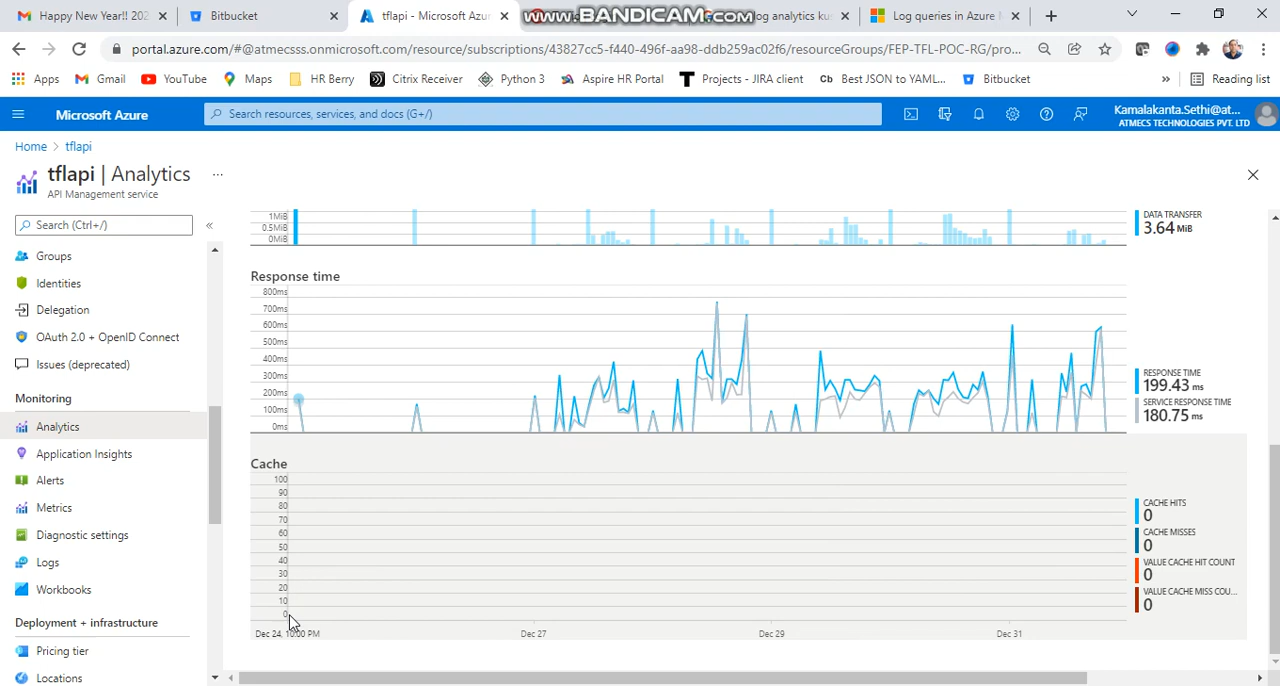 Happy New Year!! 202
Bitbucket
tflapi - Microsoft Azu
WWW.BANDICAM.COM
log analytics kus
Log queries in Azure M
portal.azure.com/#@atmecsss.onmicrosoft.com/resource/subscriptions/43827cc5-f440-496f-aa98-ddb259ac02f6/resourceGroups/FEP-TFL-POC-RG/pro...
Apps
Gmail
YouTube
Maps
HR Berry
Citrix Receiver
Python 3
Aspire HR Portal
Projects - JIRA client
Cb Best JSON to YAML...
Bitbucket
»
Reading list
Microsoft Azure
Search resources, services, and docs (G+/)
Kamalakanta.Sethi@at...
ATMECS TECHNOLOGIES PVT. LTD
Home > tflapi
tflapi | Analytics
...
API Management service
Search (Ctrl+/)
«
Groups
Identities
Delegation
OAuth 2.0 + OpenID Connect
Issues (deprecated)
Monitoring
Analytics
Application Insights
Alerts
Metrics
Diagnostic settings
Logs
Workbooks
Deployment + infrastructure
Pricing tier
Locations
1MiB
0.5MiB
0MiB
DATA TRANSFER
3.64 MiB
Response time
800ms
700ms
600ms
500ms
400ms
300ms
200ms
100ms
0ms
RESPONSE TIME
199.43 ms
SERVICE RESPONSE TIME
180.75 ms
Cache
100
90
80
70
60
50
40
30
20
10
0
Dec 24, 10:00 PM
Dec 27
Dec 29
Dec 31
CACHE HITS
0
CACHE MISSES
0
VALUE CACHE HIT COUNT
0
VALUE CACHE MISS COU...
0